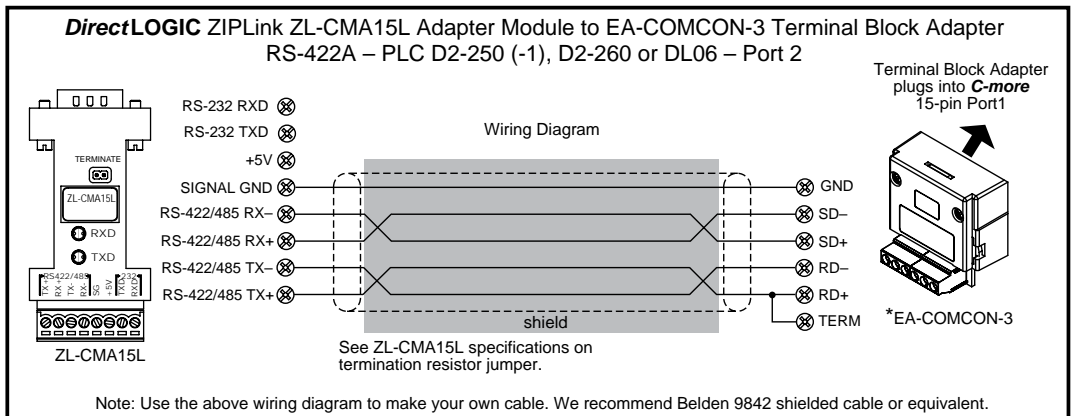 DirectLOGIC ZIPLink ZL-CMA15L Adapter Module to EA-COMCON-3 Terminal Block Adapter
RS-422A – PLC D2-250 (-1), D2-260 or DL06 – Port 2
Terminal Block Adapter
plugs into C-more
15-pin Port1
Wiring Diagram
TERMINATE
ZL-CMA15L
RXD
TXD
RS422/485
232
TX+
RX+
TX-
RX-
SG
+5V
TXD
RXD
ZL-CMA15L
RS-232 RXD
RS-232 TXD
+5V
SIGNAL GND
RS-422/485 RX–
RS-422/485 RX+
RS-422/485 TX–
RS-422/485 TX+
GND
SD–
SD+
RD–
RD+
TERM
shield
*EA-COMCON-3
See ZL-CMA15L specifications on
termination resistor jumper.
Note: Use the above wiring diagram to make your own cable. We recommend Belden 9842 shielded cable or equivalent.